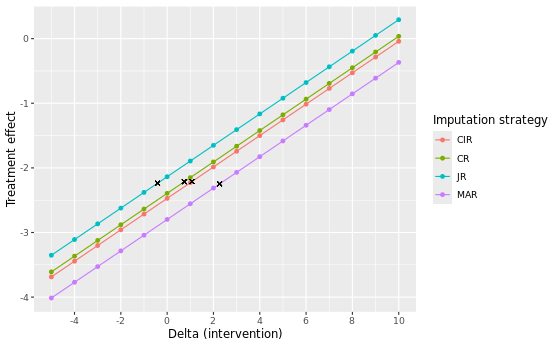 Treatment effect
0
-1
-2
-3
-4
-4
-2
0
2
4
6
8
10
Delta (intervention)
Imputation strategy
CIR
CR
JR
MAR